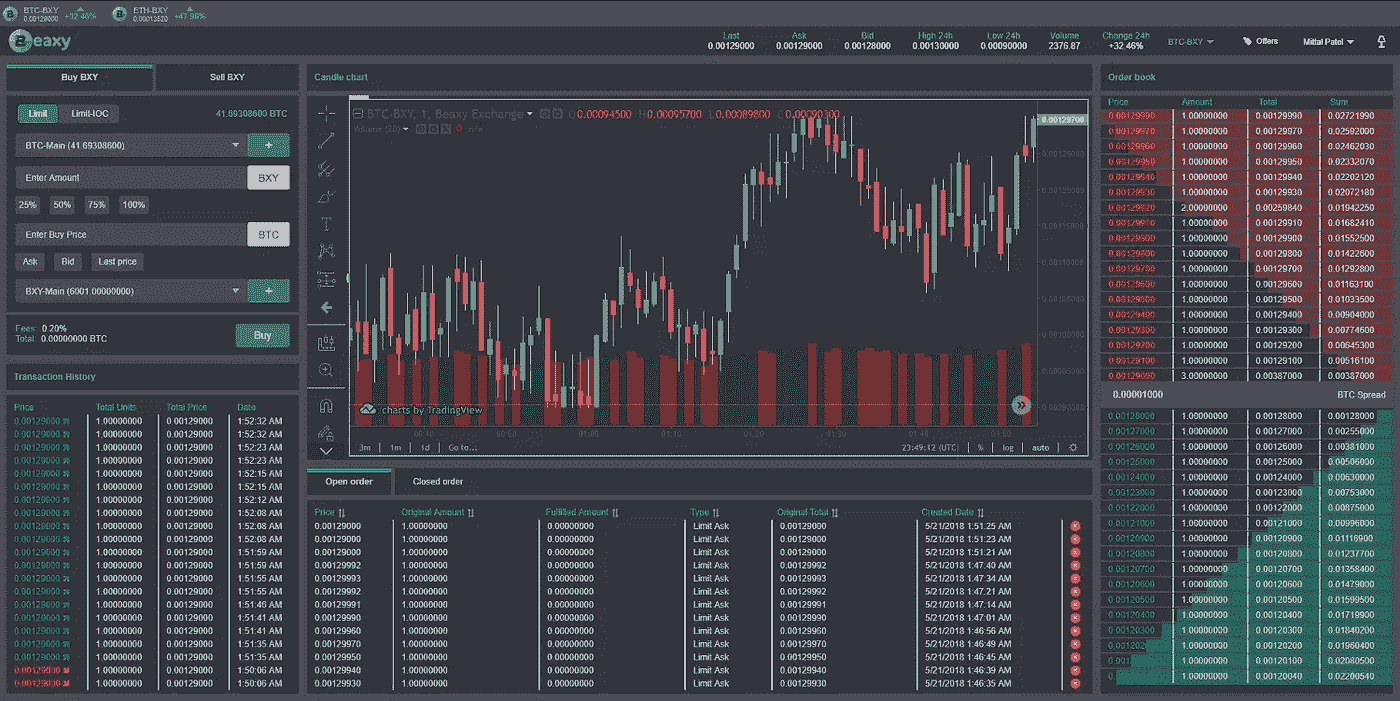 BTC-BXY
0.00129000 +32.46%
ETH-BXY
0.00013520 +47.96%
Beaxy
Last
0.00129000
Ask
0.00129000
Bid
0.00128000
High 24h
0.00130000
Low 24h
0.00090000
Volume
2376.87
Change 24h
+32.46%
BTC-BXY
Offers
Mittal Patel
Buy BXY
Sell BXY
Limit
Limit-IOC
41.69308600 BTC
BTC-Main (41.69308600)
+
Enter Amount
BXY
25% 50% 75% 100%
Enter Buy Price
BTC
Ask Bid Last price
BXY-Main (6001.00000000)
+
Fees: 0.20%
Total: 0.00000000 BTC
Buy
Transaction History
Price Total Units Total Price Date
0.00129000 1.00000000 0.00129000 1:52:32 AM
0.00129000 1.00000000 0.00129000 1:52:32 AM
0.00129000 1.00000000 0.00129000 1:52:23 AM
0.00129000 1.00000000 0.00129000 1:52:23 AM
0.00129000 1.00000000 0.00129000 1:52:15 AM
0.00129000 1.00000000 0.00129000 1:52:15 AM
0.00129000 1.00000000 0.00129000 1:52:12 AM
0.00129000 1.00000000 0.00129000 1:52:08 AM
0.00129000 1.00000000 0.00129000 1:52:08 AM
0.00129000 1.00000000 0.00129000 1:52:08 AM
0.00129000 1.00000000 0.00129000 1:51:59 AM
0.00129000 1.00000000 0.00129000 1:51:59 AM
0.00129000 1.00000000 0.00129000 1:51:55 AM
0.00129000 1.00000000 0.00129000 1:51:55 AM
0.00129000 1.00000000 0.00129000 1:51:46 AM
0.00129000 1.00000000 0.00129000 1:51:41 AM
0.00129000 1.00000000 0.00129000 1:51:41 AM
0.00129000 1.00000000 0.00129000 1:51:35 AM
0.00129000 1.00000000 0.00129000 1:51:35 AM
0.00129000 1.00000000 0.00129000 1:50:06 AM
0.00129000 1.00000000 0.00129000 1:50:06 AM
Candle chart
BTC-BXY, 1, Beaxy Exchange O0.00094500 H0.00095700 L0.00089800 C0.00090300
Volume (20) 0 n/a
0.00129700
charts by TradingView
00:40 00:50 01:00 01:10 01:20 01:30 01:40 01:50
3m 1m 1d Go to...
23:49:12 (UTC) % log auto
Open order
Closed order
Price Original Amount Fulfilled Amount Type Original Total Created Date
0.00129000 1.00000000 0.00000000 Limit Ask 0.00129000 5/21/2018 1:51:25 AM
0.00129000 1.00000000 0.00000000 Limit Ask 0.00129000 5/21/2018 1:51:23 AM
0.00129000 1.00000000 0.00000000 Limit Ask 0.00129000 5/21/2018 1:51:21 AM
0.00129992 1.00000000 0.00000000 Limit Ask 0.00129992 5/21/2018 1:47:40 AM
0.00129993 1.00000000 0.00000000 Limit Ask 0.00129993 5/21/2018 1:47:34 AM
0.00129992 1.00000000 0.00000000 Limit Ask 0.00129992 5/21/2018 1:47:21 AM
0.00129991 1.00000000 0.00000000 Limit Ask 0.00129991 5/21/2018 1:47:14 AM
0.00129990 1.00000000 0.00000000 Limit Ask 0.00129990 5/21/2018 1:47:01 AM
0.00129960 1.00000000 0.00000000 Limit Ask 0.00129960 5/21/2018 1:46:56 AM
0.00129970 1.00000000 0.00000000 Limit Ask 0.00129970 5/21/2018 1:46:49 AM
0.00129950 1.00000000 0.00000000 Limit Ask 0.00129950 5/21/2018 1:46:45 AM
0.00129940 1.00000000 0.00000000 Limit Ask 0.00129940 5/21/2018 1:46:39 AM
0.00129930 1.00000000 0.00000000 Limit Ask 0.00129930 5/21/2018 1:46:35 AM
Order book
Price Amount Total Sum
0.00129990 1.00000000 0.00129990 0.02721990
0.00129970 1.00000000 0.00129970 0.02592000
0.00129960 1.00000000 0.00129960 0.02462030
0.00129950 1.00000000 0.00129950 0.02332070
0.00129940 1.00000000 0.00129940 0.02202120
0.00129930 1.00000000 0.00129930 0.02072180
0.00129920 2.00000000 0.00259840 0.01942250
0.00129910 1.00000000 0.00129910 0.01682410
0.00129900 1.00000000 0.00129900 0.01552500
0.00129800 1.00000000 0.00129800 0.01422600
0.00129700 1.00000000 0.00129700 0.01292800
0.00129600 1.00000000 0.00129600 0.01163100
0.00129500 1.00000000 0.00129500 0.01033500
0.00129400 1.00000000 0.00129400 0.00904000
0.00129300 1.00000000 0.00129300 0.00774600
0.00129200 1.00000000 0.00129200 0.00645300
0.00129100 1.00000000 0.00129100 0.00516100
0.00129000 3.00000000 0.00387000 0.00387000
0.00001000 BTC Spread
0.00128000 1.00000000 0.00128000 0.00128000
0.00127000 1.00000000 0.00127000 0.00255000
0.00126000 1.00000000 0.00126000 0.00381000
0.00125000 1.00000000 0.00125000 0.00506000
0.00124000 1.00000000 0.00124000 0.00630000
0.00123000 1.00000000 0.00123000 0.00753000
0.00122000 1.00000000 0.00122000 0.00875000
0.00121000 1.00000000 0.00121000 0.00996000
0.00120900 1.00000000 0.00120900 0.01116900
0.00120800 1.00000000 0.00120800 0.01237700
0.00120700 1.00000000 0.00120700 0.01358400
0.00120600 1.00000000 0.00120600 0.01479000
0.00120500 1.00000000 0.00120500 0.01599500
0.00120400 1.00000000 0.00120400 0.01719900
0.00120300 1.00000000 0.00120300 0.01840200
1.00000000 0.00120200 0.01960400
1.00000000 0.00120100 0.02080500
1.00000000 0.00120040 0.02200540